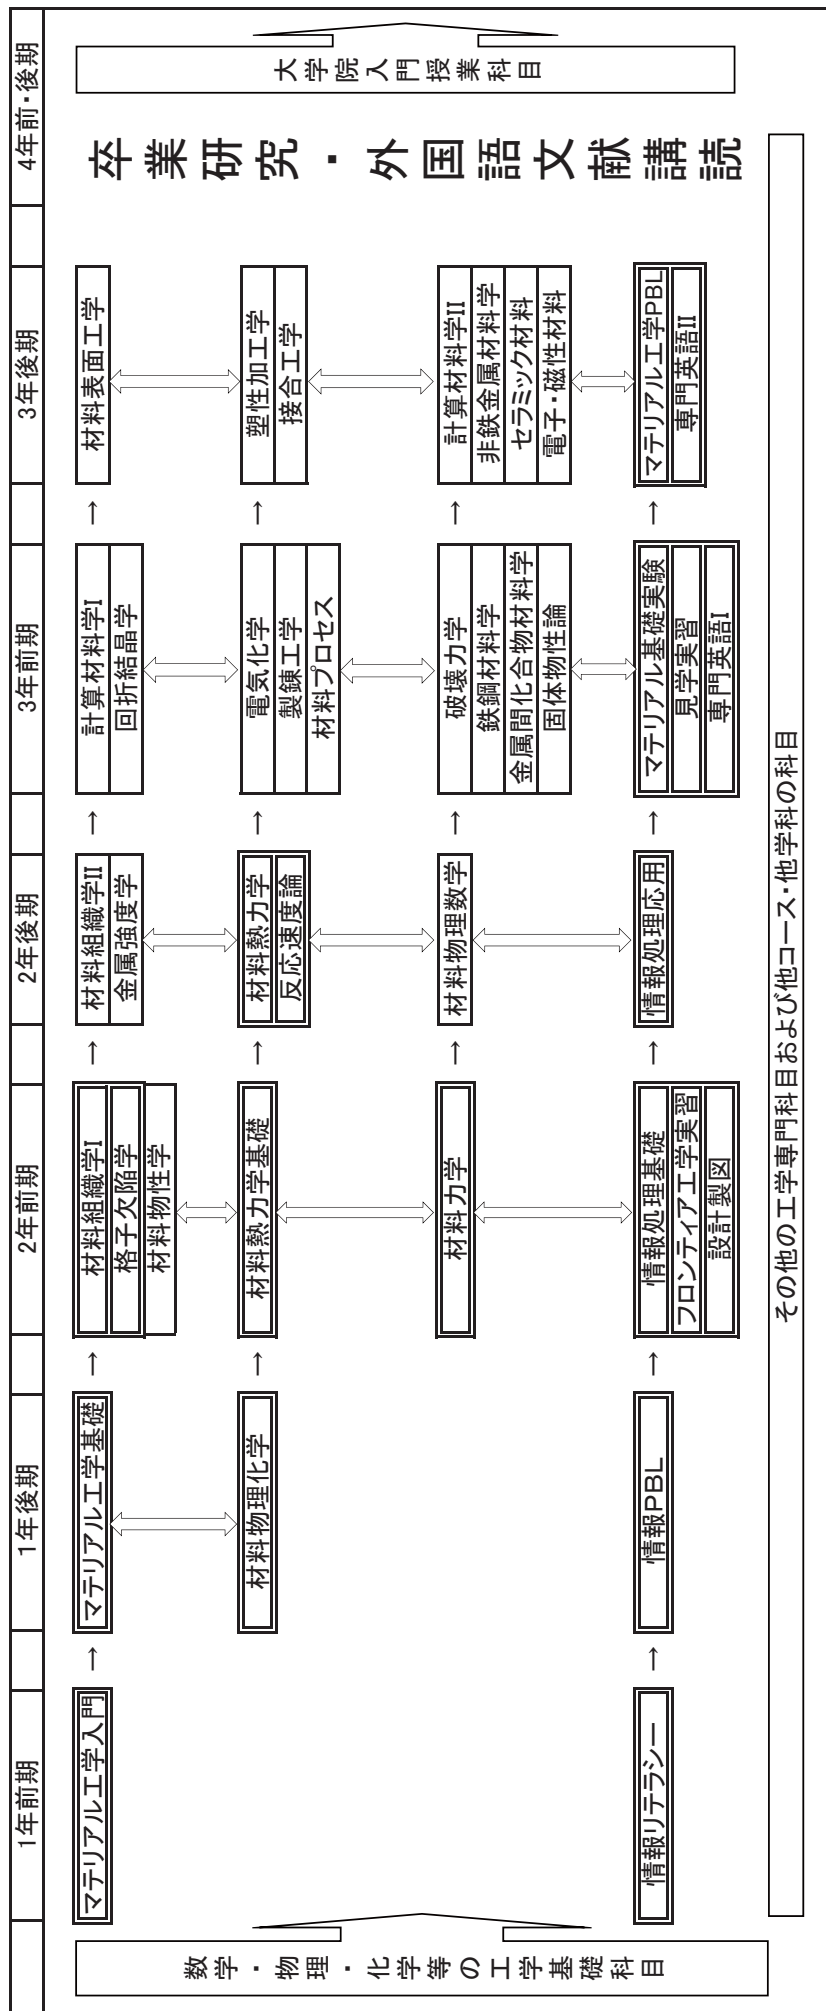 1年前期
1年後期
2年前期
2年後期
3年前期
3年後期
4年前・後期
数学・物理・化学等の工学基礎科目
マテリアル工学入門
情報リテラシー
→
→
マテリアル工学基礎
材料物理化学
情報PBL
→
→
→
材料組織学I
格子欠陥学
材料物性学
材料熱力学基礎
材料力学
情報処理基礎
フロンティア工学実習
設計製図
→
→
→
→
材料組織学II
金属強度学
材料熱力学
反応速度論
材料物理数学
情報処理応用
→
→
→
→
計算材料学I
回折結晶学
電気化学
製錬工学
材料プロセス
破壊力学
鉄鋼材料学
金属間化合物材料学
固体物性論
マテリアル基礎実験
見学実習
専門英語I
→
→
→
→
材料表面工学
塑性加工学
接合工学
計算材料学II
非鉄金属材料学
セラミック材料
電子・磁性材料
マテリアル工学PBL
専門英語II
卒業研究・外国語文献講読
大学院入門授業科目
その他の工学専門科目および他コース・他学科の科目